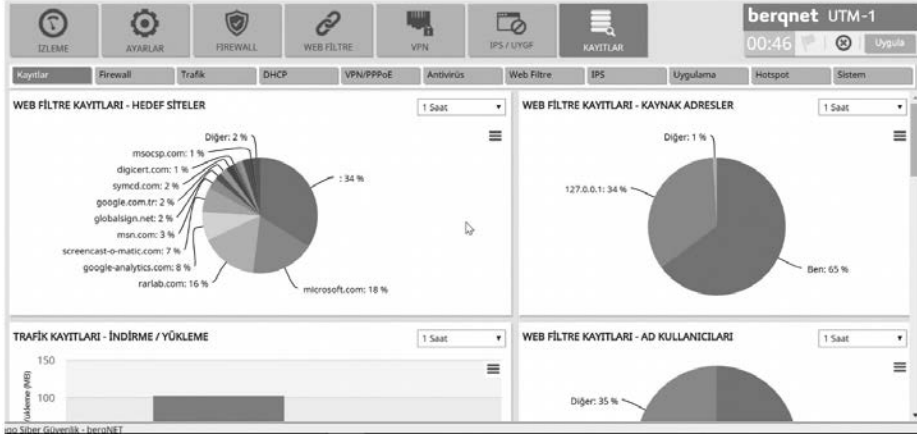 berqnet UTM-1
İZLEME AYARLAR FIREWALL WEB FİLTRE VPN IPS / UYGF KAYITLAR
00:46 Uygula
Kayıtlar Firewall Trafik DHCP VPN/PPPoE Antivirüs Web Filtre IPS Uygulama Hotspot Sistem
WEB FİLTRE KAYITLARI - HEDEF SİTELER
1 Saat
Diğer: 2 %
msocsp.com: 1 %
digicert.com: 1 %
symcd.com: 2 %
google.com.tr: 2 %
globalsign.net: 2 %
msn.com: 3 %
screencast-o-matic.com: 7 %
google-analytics.com: 8 %
rarlab.com: 16 %
microsoft.com: 18 %
: 34 %
WEB FİLTRE KAYITLARI - KAYNAK ADRESLER
1 Saat
Diğer: 1 %
127.0.0.1: 34 %
Ben: 65 %
TRAFİK KAYITLARI - İNDİRME / YÜKLEME
1 Saat
150
100
Yükleme (MB)
WEB FİLTRE KAYITLARI - AD KULLANICILARI
1 Saat
Diğer: 35 %
Siber Güvenlik - berqNET